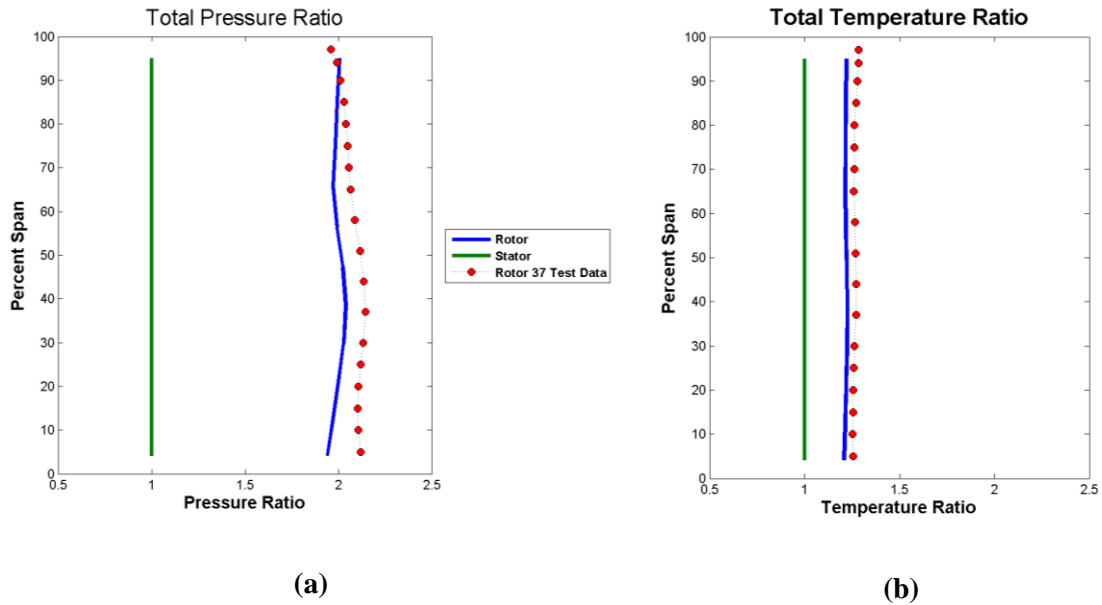 Total Pressure Ratio
100
90
80
70
60
50
40
30
20
10
0
Percent Span
0.5 1 1.5 2 2.5
Pressure Ratio
Rotor
Stator
Rotor 37 Test Data
(a)
Total Temperature Ratio
100
90
80
70
60
50
40
30
20
10
0
Percent Span
0.5 1 1.5 2 2.5
Temperature Ratio
(b)